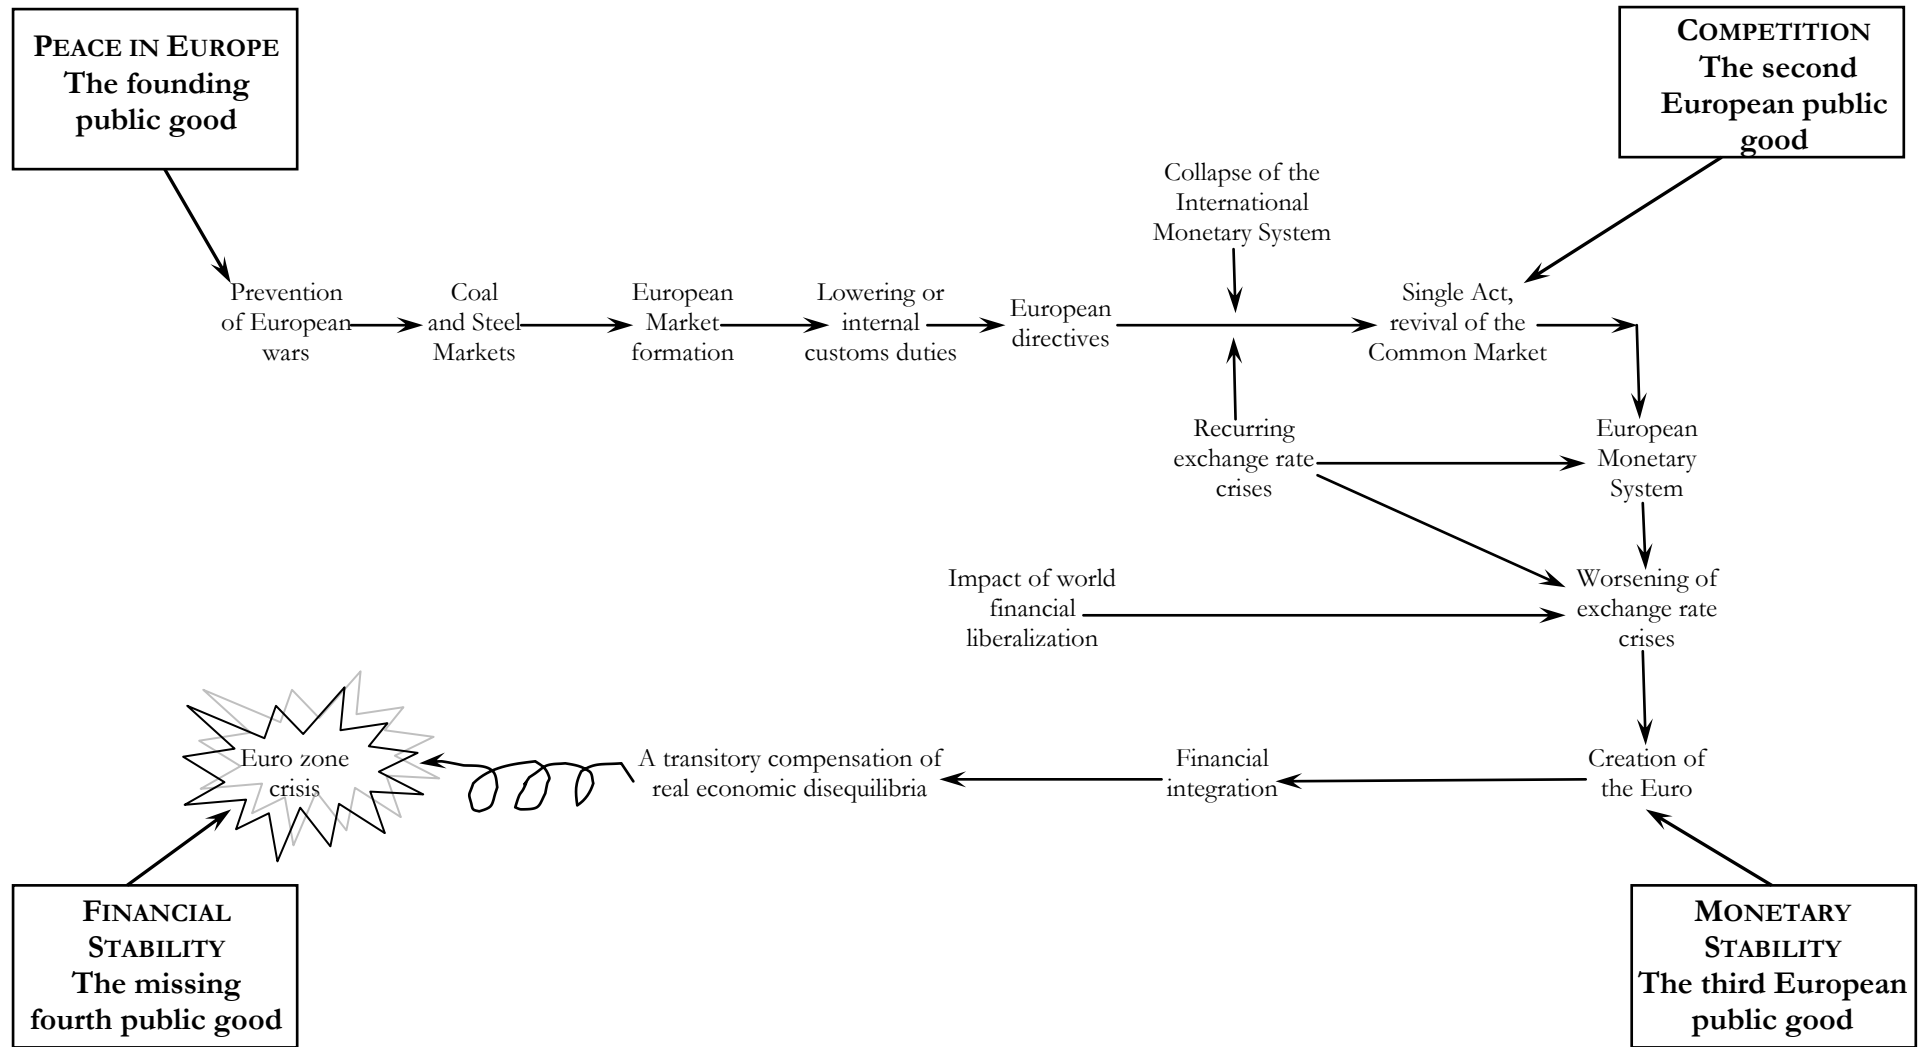 PEACE IN EUROPE
The founding
public good
COMPETITION
The second
European public
good
Collapse of the
International
Monetary System
Prevention
of European
wars
Coal
and Steel
Markets
European
Market
formation
Lowering or
internal
customs duties
European
directives
Single Act,
revival of the
Common Market
Recurring
exchange rate
crises
European
Monetary
System
Impact of world
financial
liberalization
Worsening of
exchange rate
crises
Euro zone
crisis
A transitory compensation of
real economic disequilibria
Financial
integration
Creation of
the Euro
FINANCIAL
STABILITY
The missing
fourth public good
MONETARY
STABILITY
The third European
public good